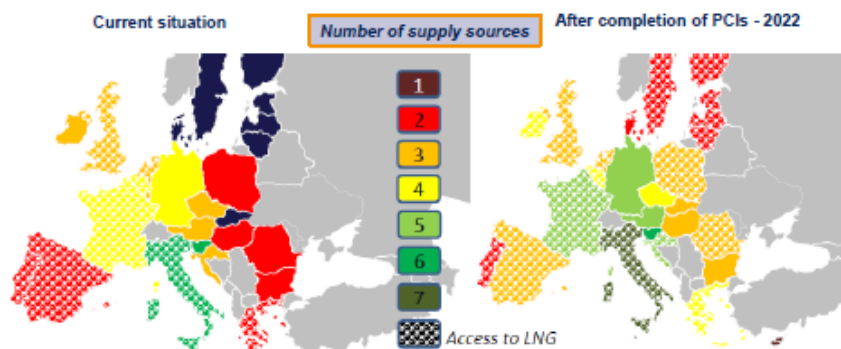 Current situation
Number of supply sources
After completion of PCIs - 2022
1
2
3
4
5
6
7
Access to LNG